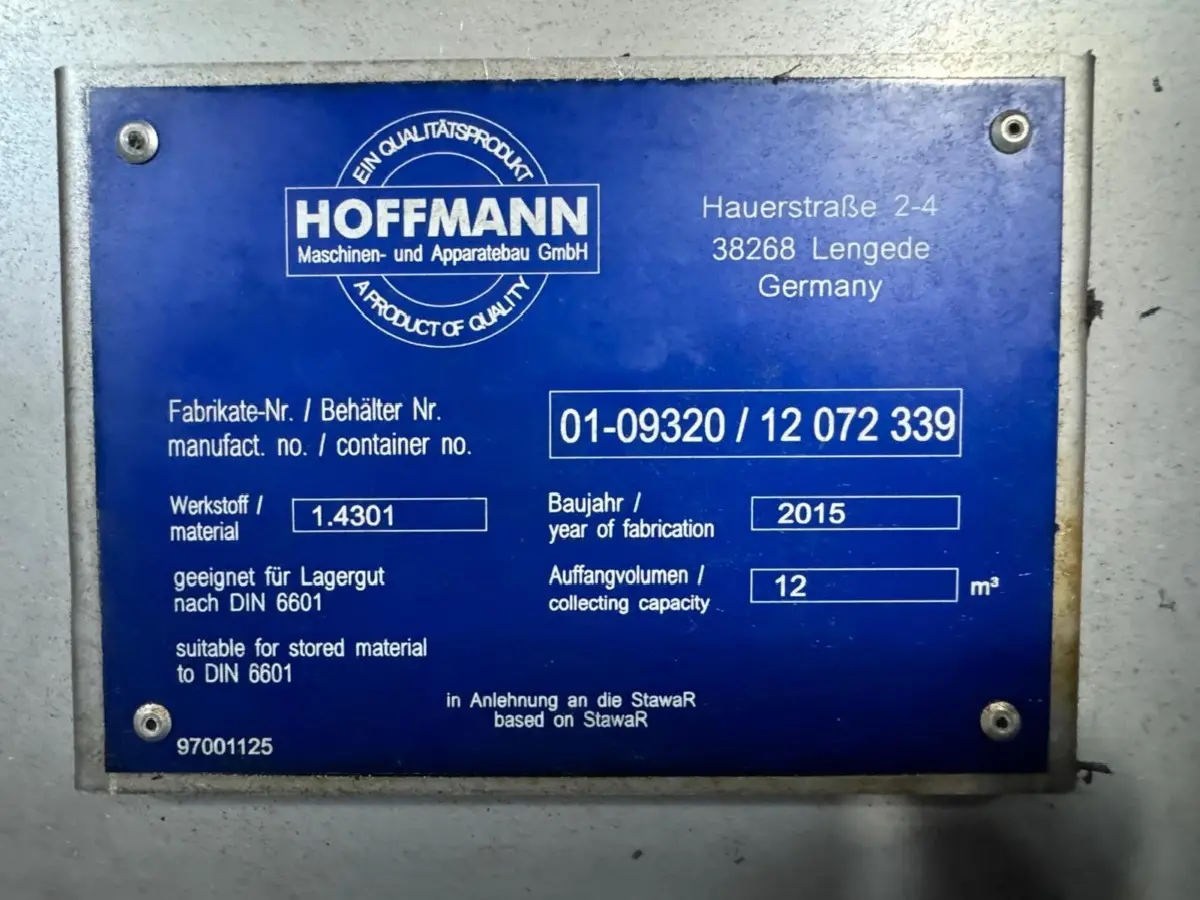 EIN QUALITÄTSPRODUKT
HOFFMANN
Maschinen- und Apparatebau GmbH
A PRODUCT OF QUALITY
Hauerstraße 2-4
38268 Lengede
Germany
Fabrikate-Nr. / Behälter Nr.
manufact. no. / container no.
01-09320 / 12 072 339
Werkstoff /
material
1.4301
Baujahr /
year of fabrication
2015
geeignet für Lagergut
nach DIN 6601
Auffangvolumen /
collecting capacity
12 m³
suitable for stored material
to DIN 6601
in Anlehnung an die StawaR
based on StawaR
97001125